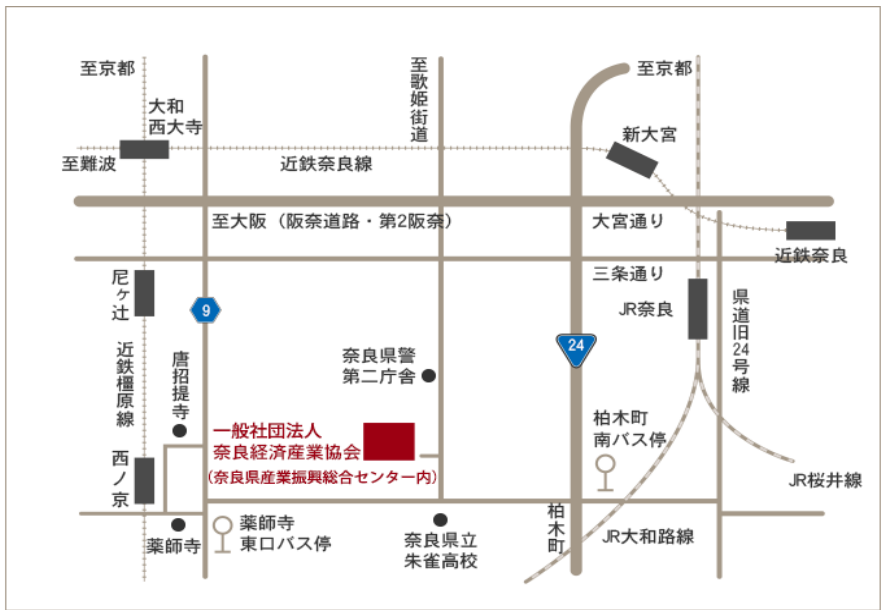 至京都
至歌姫街道
至京都
大和
西大寺
新大宮
至難波
近鉄奈良線
至大阪（阪奈道路・第2阪奈）
大宮通り
近鉄奈良
三条通り
尼ヶ辻
9
JR奈良
県道旧24号線
24
近鉄橿原線
唐招提寺
奈良県警
第二庁舎
一般社団法人
奈良経済産業協会
(奈良県産業振興総合センター内)
柏木町
南バス停
西ノ京
JR桜井線
薬師寺
薬師寺
東口バス停
奈良県立
朱雀高校
柏木町
JR大和路線